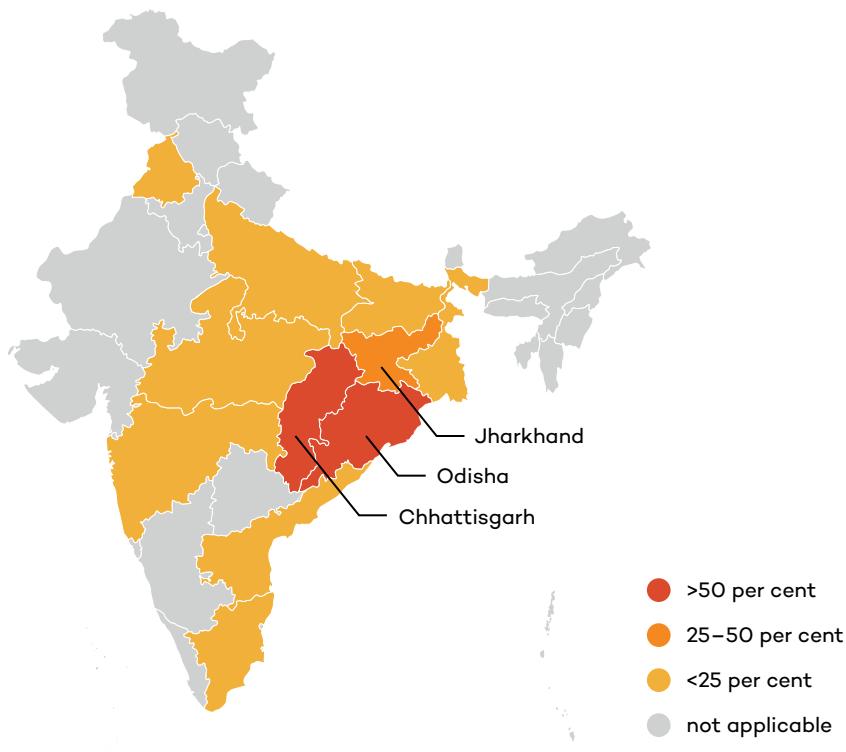 Jharkhand
Odisha
Chhattisgarh
>50 per cent
25–50 per cent
<25 per cent
not applicable